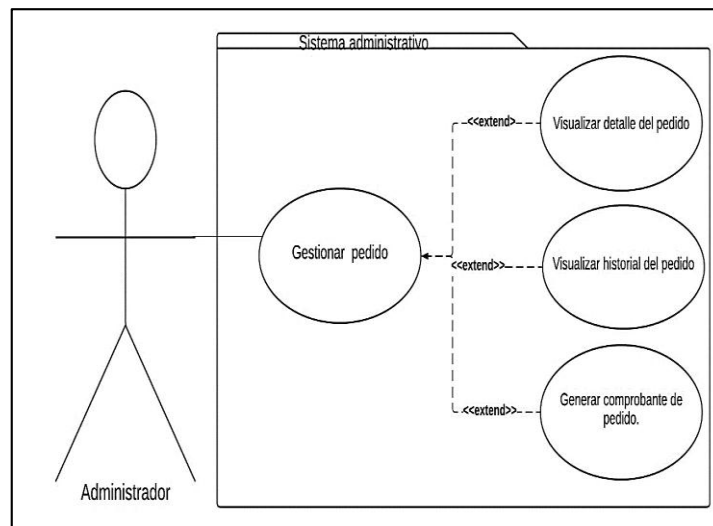 Sistema administrativo
<<extend>
Visualizar detalle del pedido
Gestionar pedido
<<extend>>
Visualizar historial del pedido
<<extend>>
Generar comprobante de
pedido.
Administrador